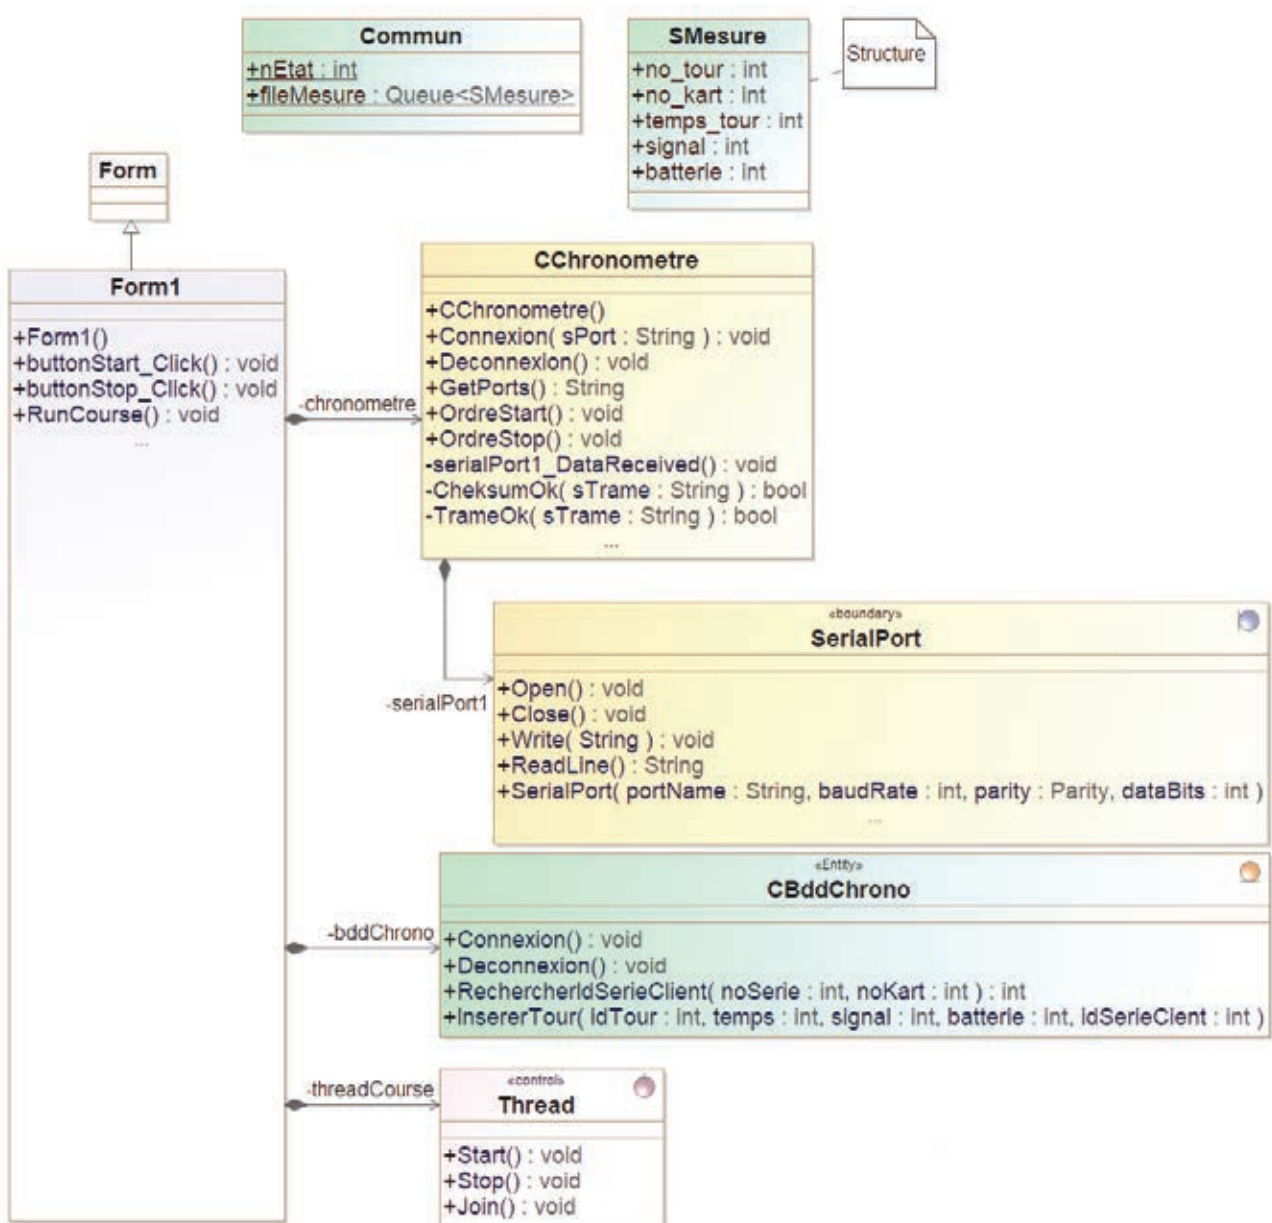 Commun
+nEtat : int
+fileMesure : Queue<SMesure>
SMesure
+no_tour : int
+no_kart : int
+temps_tour : int
+signal : int
+batterie : int
Structure
Form
Form1
+Form1()
+buttonStart_Click() : void
+buttonStop_Click() : void
+RunCourse() : void
...
-chronometre
CChronometre
+CChronometre()
+Connexion( sPort : String ) : void
+Deconnexion() : void
+GetPorts() : String
+OrdreStart() : void
+OrdreStop() : void
-serialPort1_DataReceived() : void
-CheksumOk( sTrame : String ) : bool
-TrameOk( sTrame : String ) : bool
...
-serialPort1
«boundary»
SerialPort
+Open() : void
+Close() : void
+Write( String ) : void
+ReadLine() : String
+SerialPort( portName : String, baudRate : int, parity : Parity, dataBits : int )
...
-bddChrono
«Entity»
CBddChrono
+Connexion() : void
+Deconnexion() : void
+RechercherIdSerieClient( noSerie : int, noKart : int ) : int
+InsererTour( idTour : int, temps : int, signal : int, batterie : int, idSerieClent : int )
-threadCourse
«control»
Thread
+Start() : void
+Stop() : void
+Join() : void